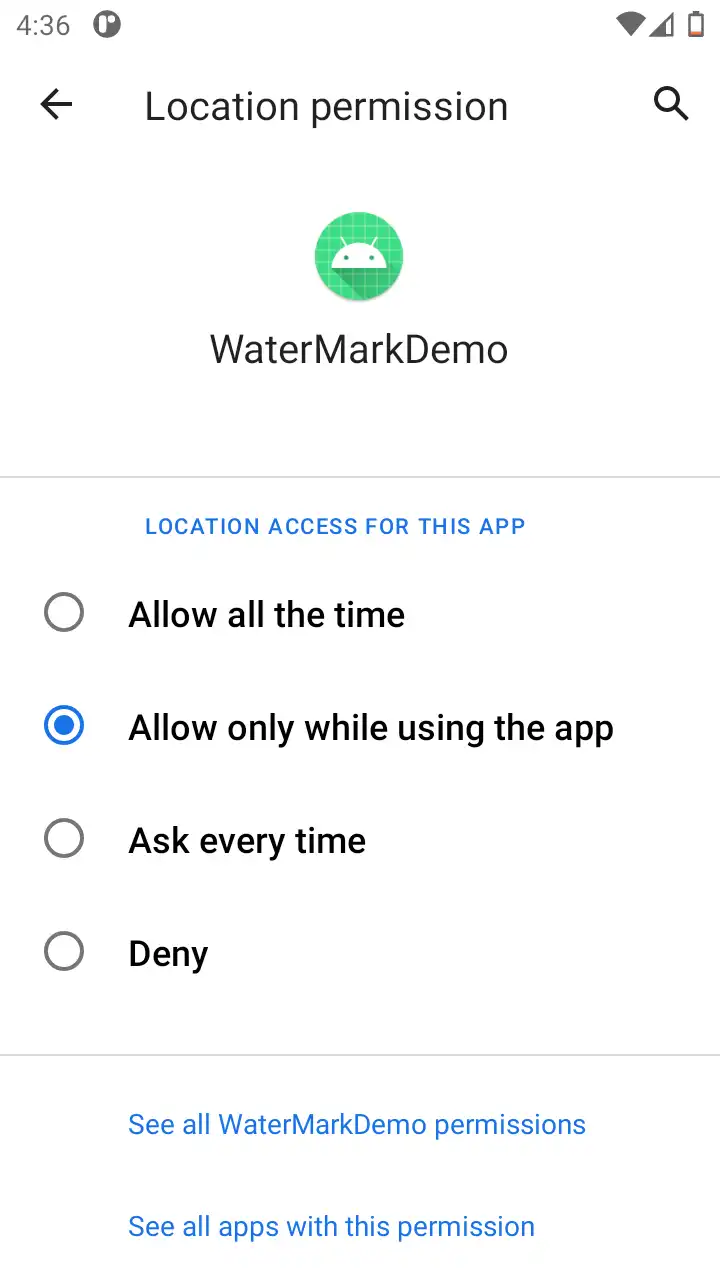 4:36
Location permission
WaterMarkDemo
LOCATION ACCESS FOR THIS APP
Allow all the time
Allow only while using the app
Ask every time
Deny
See all WaterMarkDemo permissions
See all apps with this permission